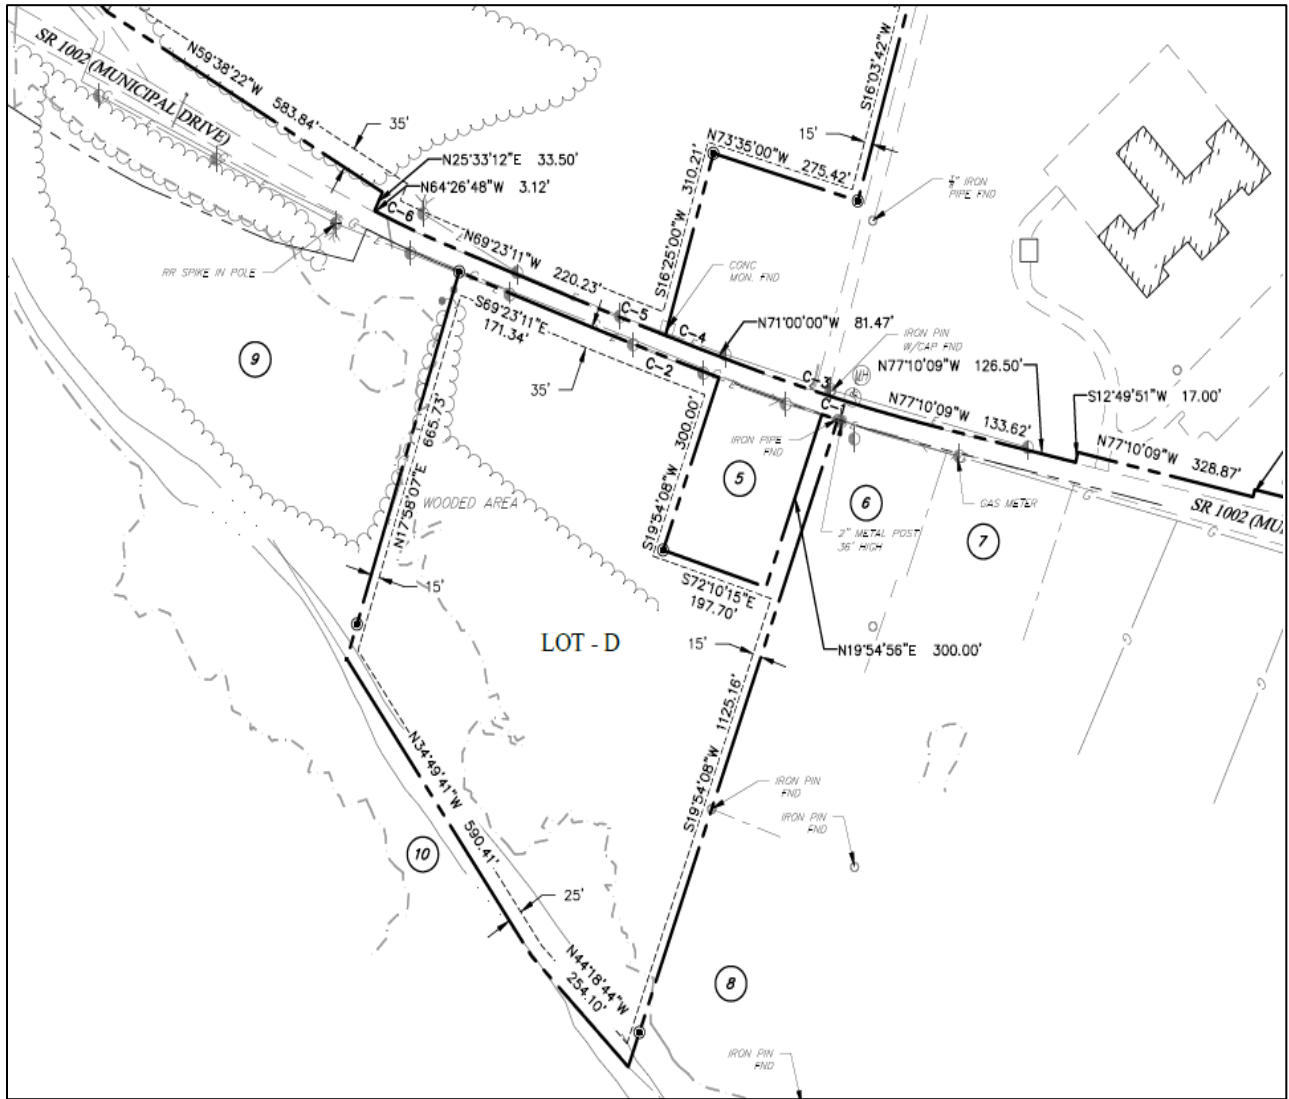 N59°38'22"W 583.84'
SR 1002 (MUNICIPAL DRIVE)
35'
N25°33'12"E 33.50'
N64°26'48"W 3.12'
C-6
N69°23'11"W 220.23'
RR SPIKE IN POLE
S69°23'11"E
171.34'
C-5
C-4
C-2
35'
S16°25'00"W 310.21'
N73°35'00"W 275.42'
15'
S16°03'42"W
IRON
PIPE FND
CONC
MON. FND
N71°00'00"W 81.47'
IRON PIN
W/CAP FND
C-3
MH
C-1
N77°10'09"W 126.50'
N77°10'09"W 133.62'
S12°49'51"W 17.00'
N77°10'09"W 328.87'
SR 1002 (MU
9
N17°58'07"E 665.73'
WOODED AREA
15'
S19°54'08"W 300.00'
IRON PIPE
FND
5
6
7
GAS METER
2" METAL POST
36' HIGH
S72°10'15"E
197.70'
LOT - D
15'
N19°54'56"E 300.00'
S19°54'08"W 1125.16'
N34°49'41"W 590.41'
10
25'
N44°18'44"W
254.10'
IRON PIN
FND
IRON PIN
FND
8
IRON PIN
FND
G
G
G
G